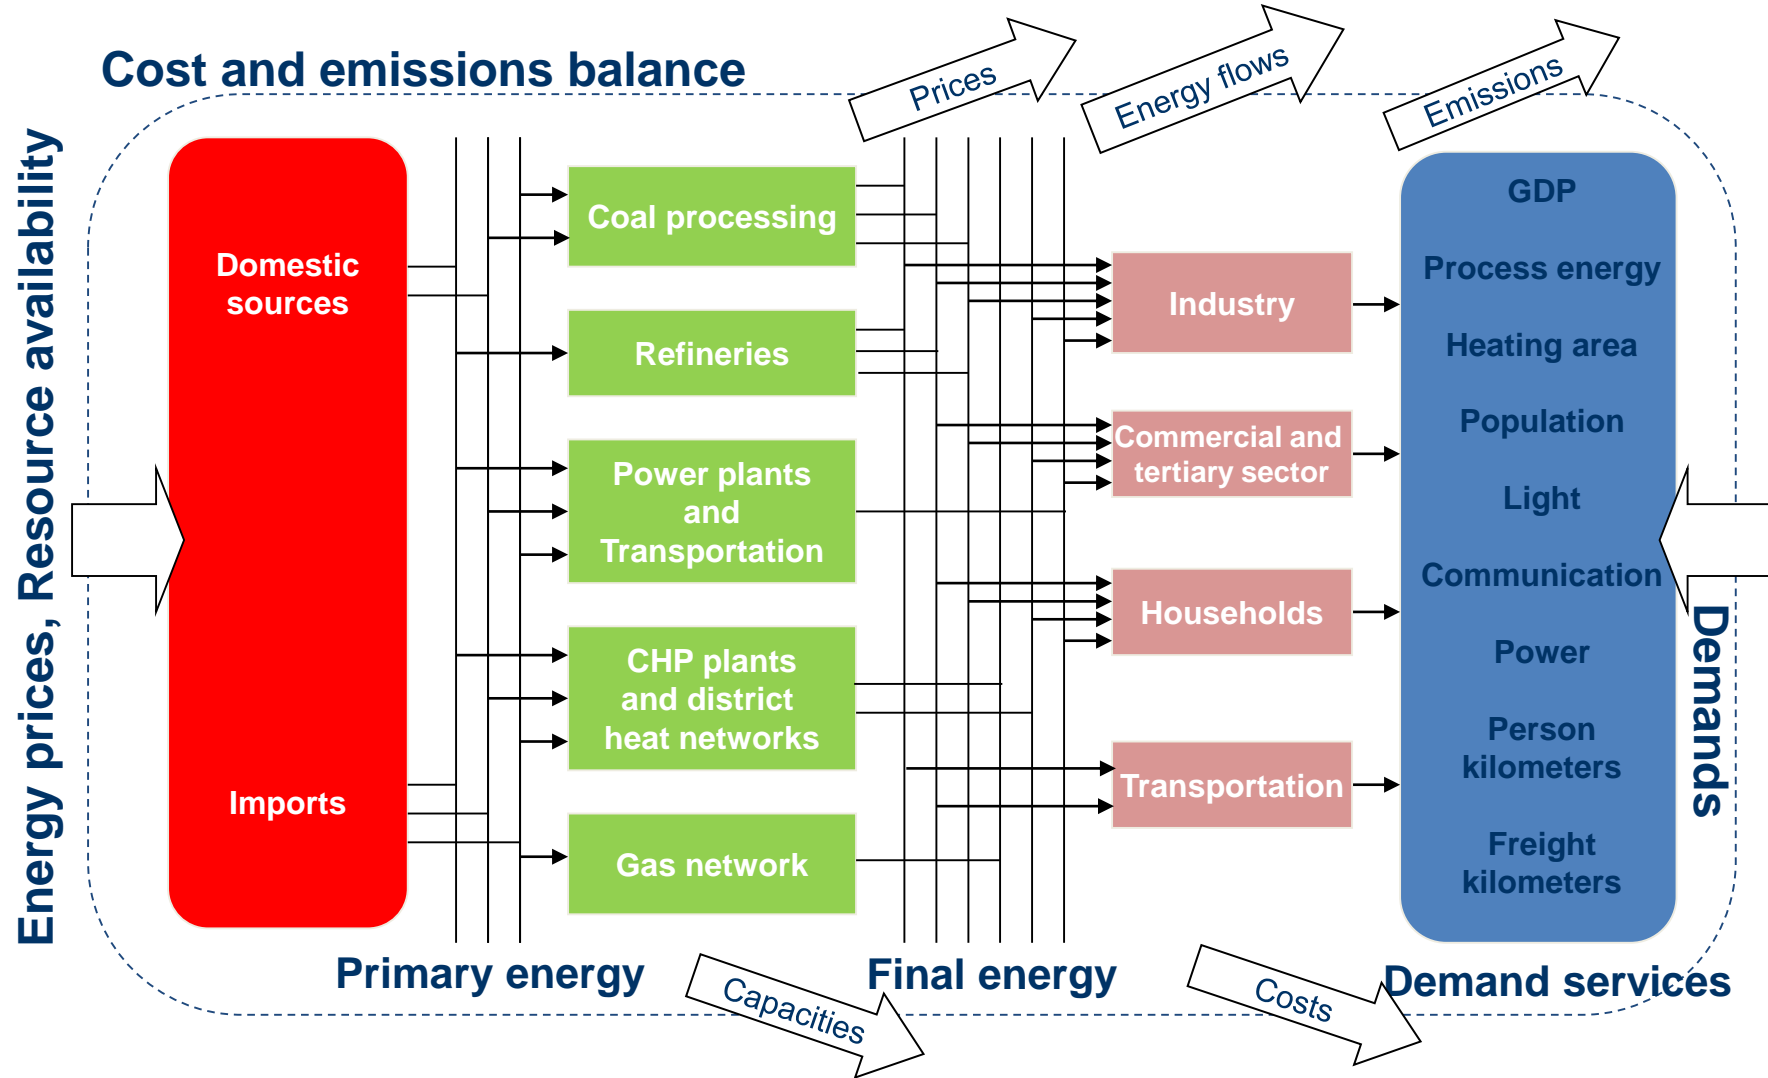 Cost and emissions balance
Prices
Energy flows
Emissions
Energy prices, Resource availability
Domestic
sources
Imports
Coal processing
Refineries
Power plants
and
Transportation
CHP plants
and district
heat networks
Gas network
Industry
Commercial and
tertiary sector
Households
Transportation
GDP
Process energy
Heating area
Population
Light
Communication
Power
Person
kilometers
Freight
kilometers
Demands
Primary energy
Final energy
Demand services
Capacities
Costs